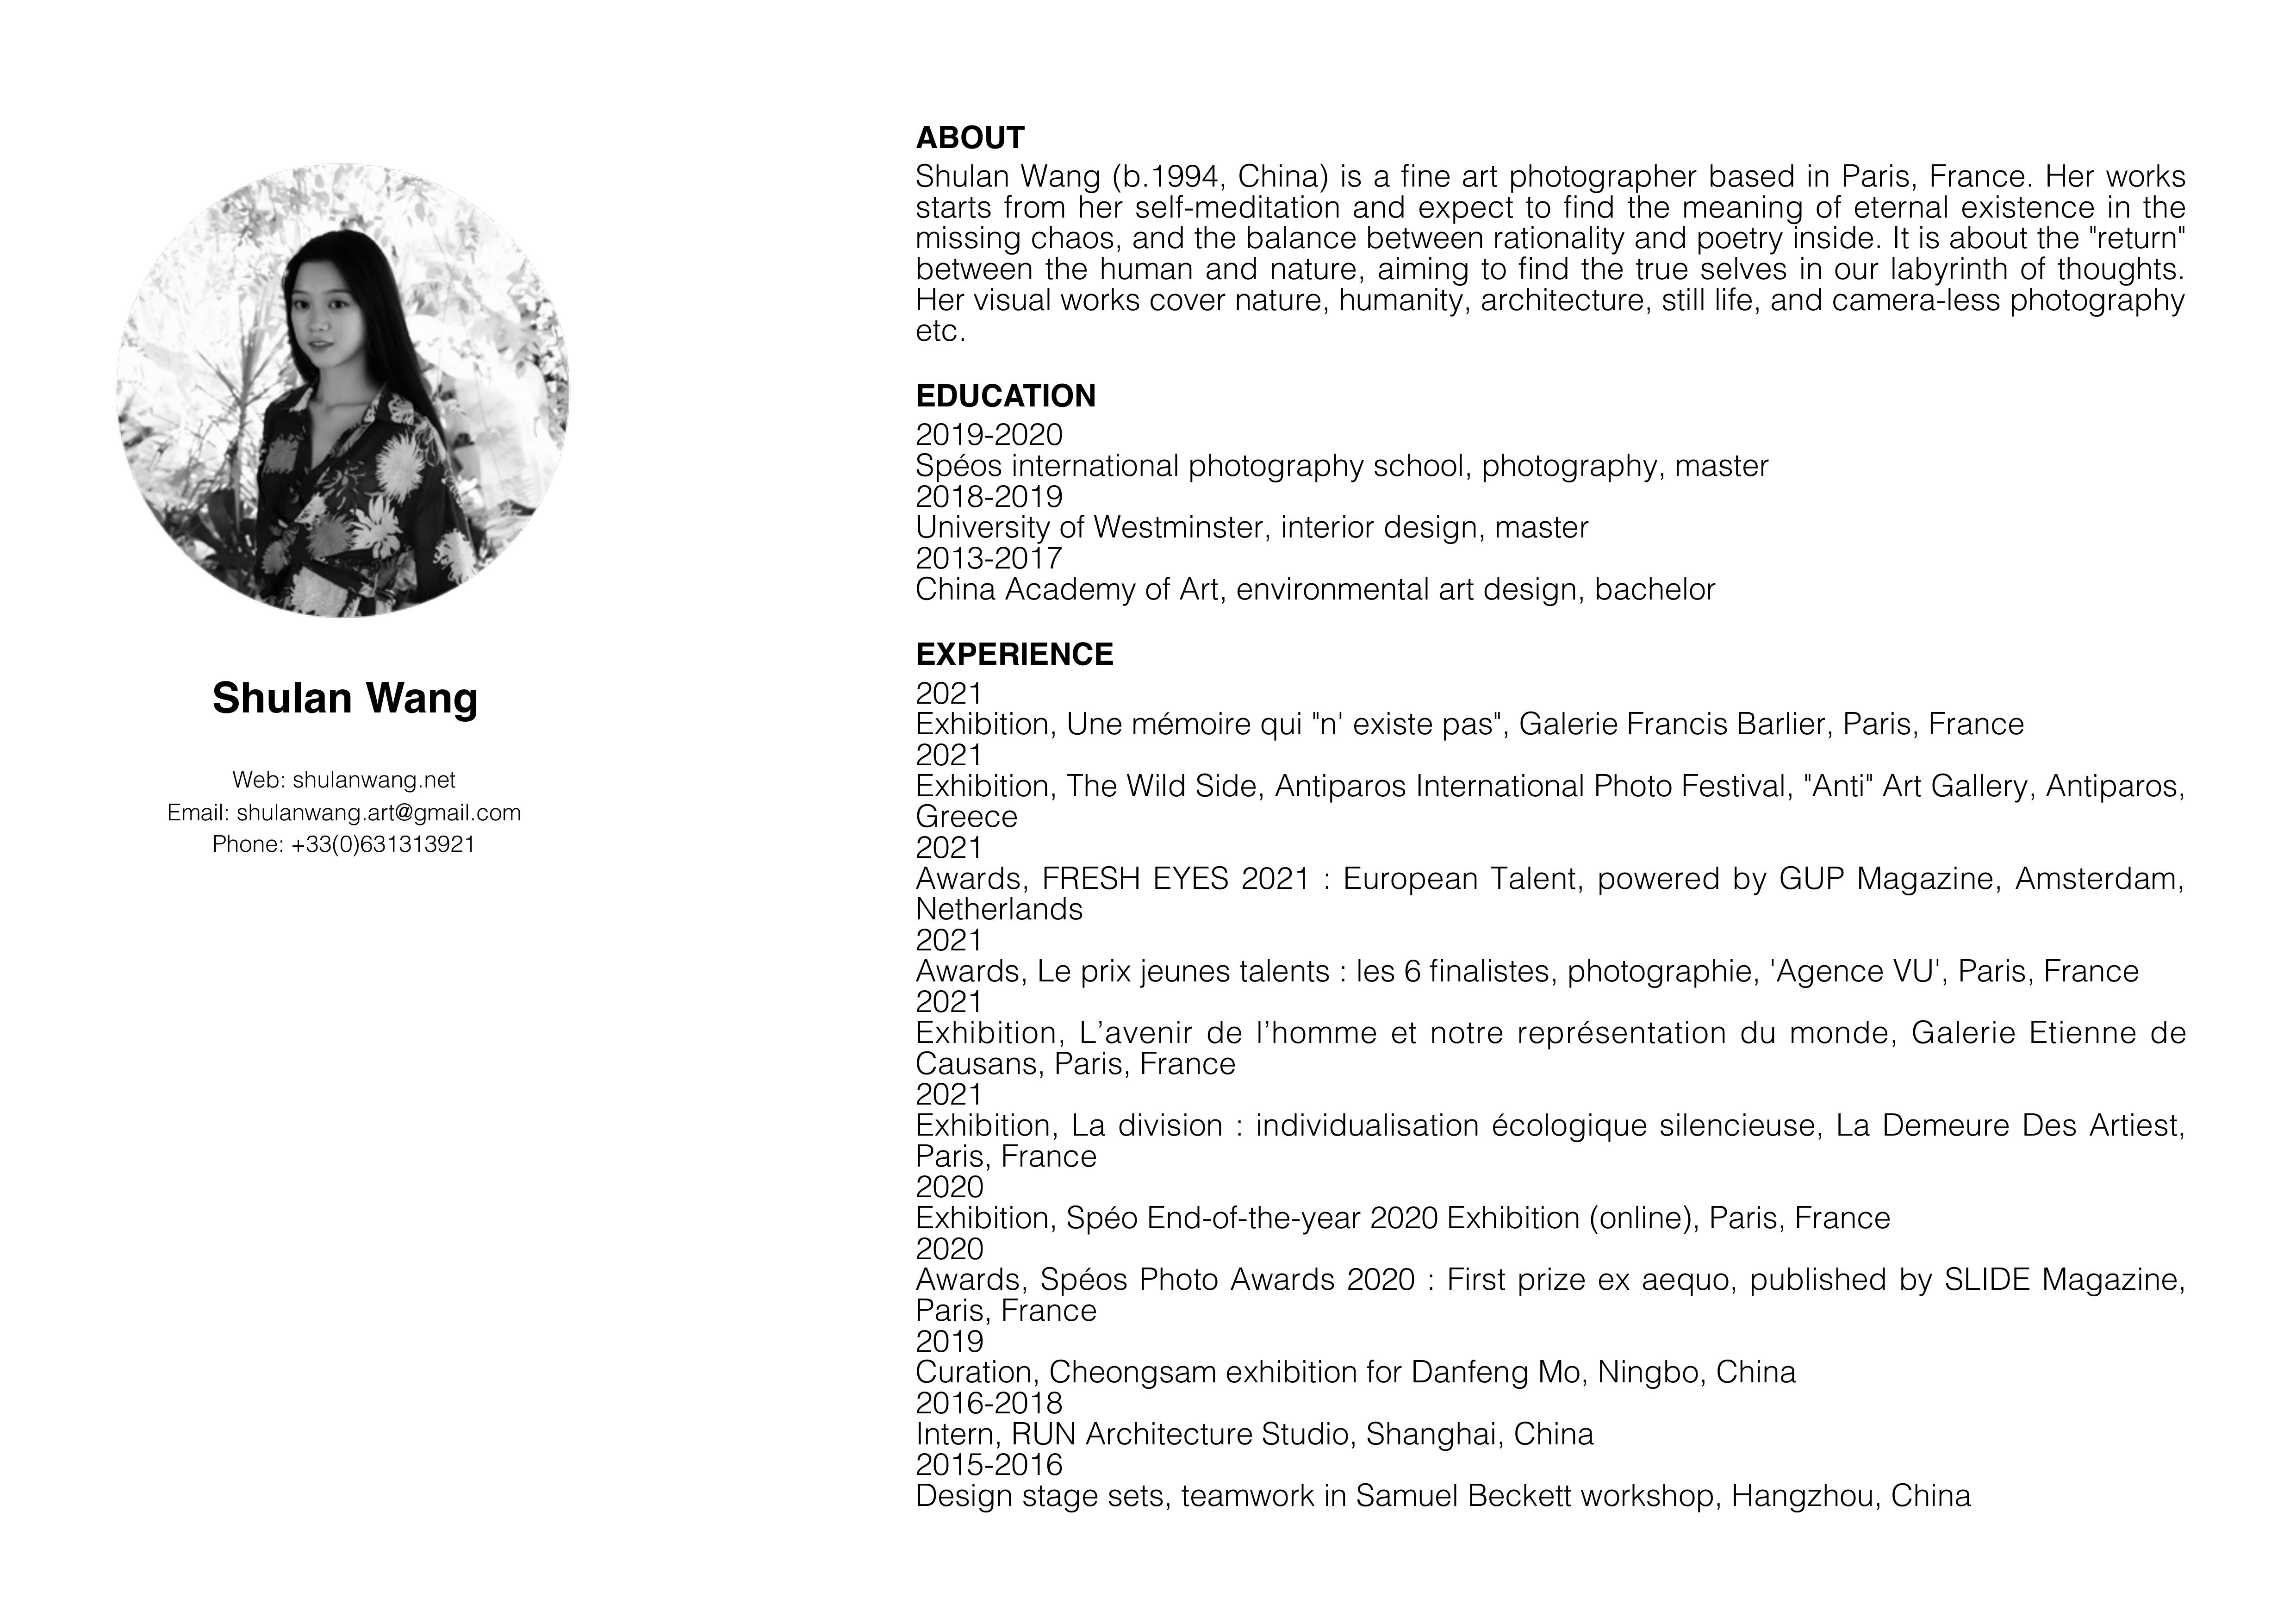 Shulan Wang
Web: shulanwang.net
Email: shulanwang.art@gmail.com
Phone: +33(0)631313921
ABOUT
Shulan Wang (b.1994, China) is a fine art photographer based in Paris, France. Her works
starts from her self-meditation and expect to find the meaning of eternal existence in the
missing chaos, and the balance between rationality and poetry inside. It is about the "return"
between the human and nature, aiming to find the true selves in our labyrinth of thoughts.
Her visual works cover nature, humanity, architecture, still life, and camera-less photography
etc.
EDUCATION
2019-2020
Spéos international photography school, photography, master
2018-2019
University of Westminster, interior design, master
2013-2017
China Academy of Art, environmental art design, bachelor
EXPERIENCE
2021
Exhibition, Une mémoire qui "n' existe pas", Galerie Francis Barlier, Paris, France
2021
Exhibition, The Wild Side, Antiparos International Photo Festival, "Anti" Art Gallery, Antiparos,
Greece
2021
Awards, FRESH EYES 2021 : European Talent, powered by GUP Magazine, Amsterdam,
Netherlands
2021
Awards, Le prix jeunes talents : les 6 finalistes, photographie, 'Agence VU', Paris, France
2021
Exhibition, L’avenir de l’homme et notre représentation du monde, Galerie Etienne de
Causans, Paris, France
2021
Exhibition, La division : individualisation écologique silencieuse, La Demeure Des Artiest,
Paris, France
2020
Exhibition, Spéo End-of-the-year 2020 Exhibition (online), Paris, France
2020
Awards, Spéos Photo Awards 2020 : First prize ex aequo, published by SLIDE Magazine,
Paris, France
2019
Curation, Cheongsam exhibition for Danfeng Mo, Ningbo, China
2016-2018
Intern, RUN Architecture Studio, Shanghai, China
2015-2016
Design stage sets, teamwork in Samuel Beckett workshop, Hangzhou, China